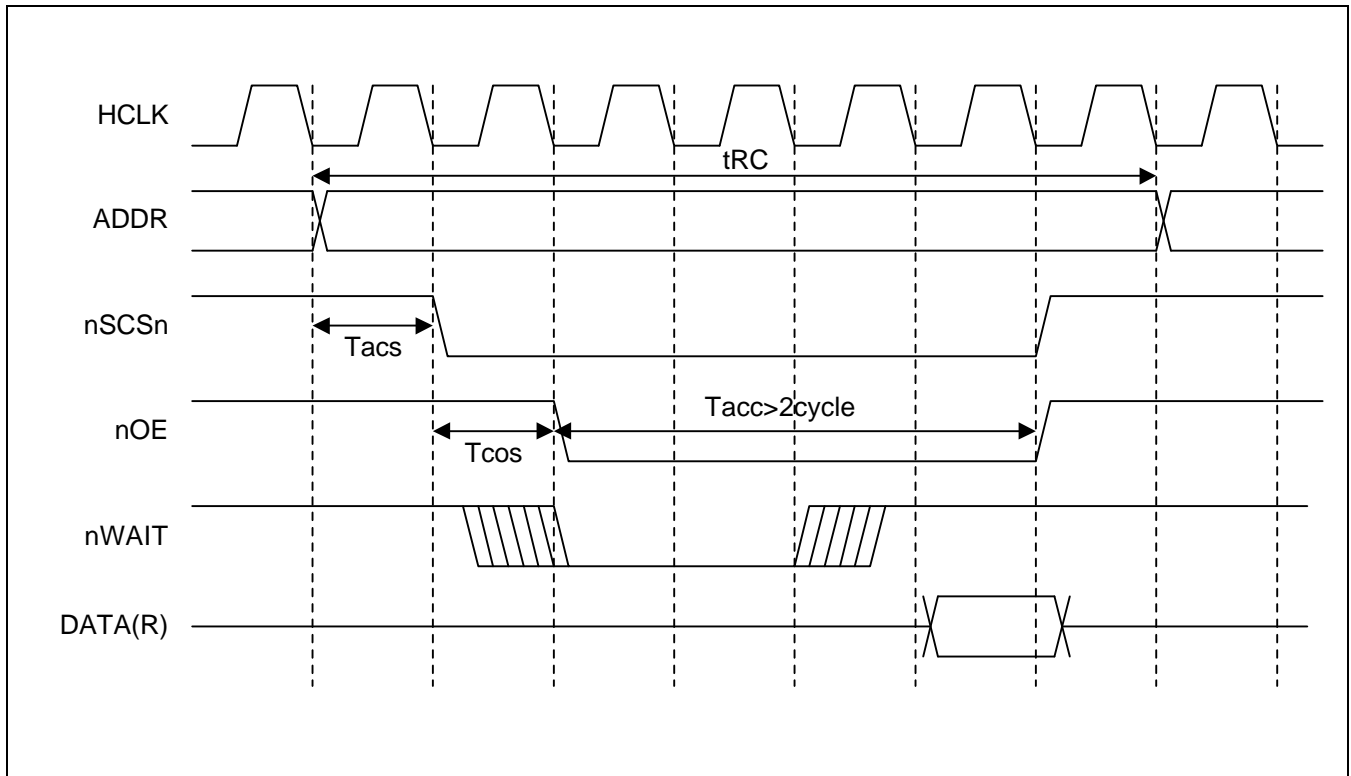 HCLK
tRC
ADDR
nSCSn
Tacs
nOE
Tacc>2cycle
Tcos
nWAIT
DATA(R)